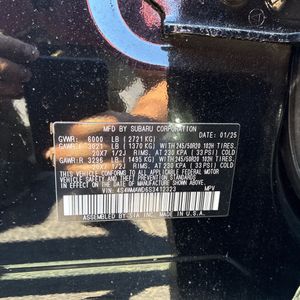 MFD BY SUBARU CORPORATION
DATE 01/25
GVWR: 6000 LB (2721 KG)
GAWR:F 3021 LB (1370 KG) WITH 245/50R20 102H TIRES.
20X7 1/2J RIMS. AT 230 KPA ( 33 PSI) COLD
GAWR:R 3296 LB (1495 KG) WITH 245/50R20 102H TIRES.
20X7 1/2J RIMS. AT 230 KPA ( 33 PSI) COLD
THIS VEHICLE CONFORMS TO ALL APPLICABLE
FEDERAL MOTOR VEHICLE SAFETY AND THEFT
PREVENTION STANDARDS IN EFFECT ON THE DATE
OF MANUFACTURE SHOWN ABOVE.
VIN: MPV
ASSEMBLED BY SIA INC. U.S.A.